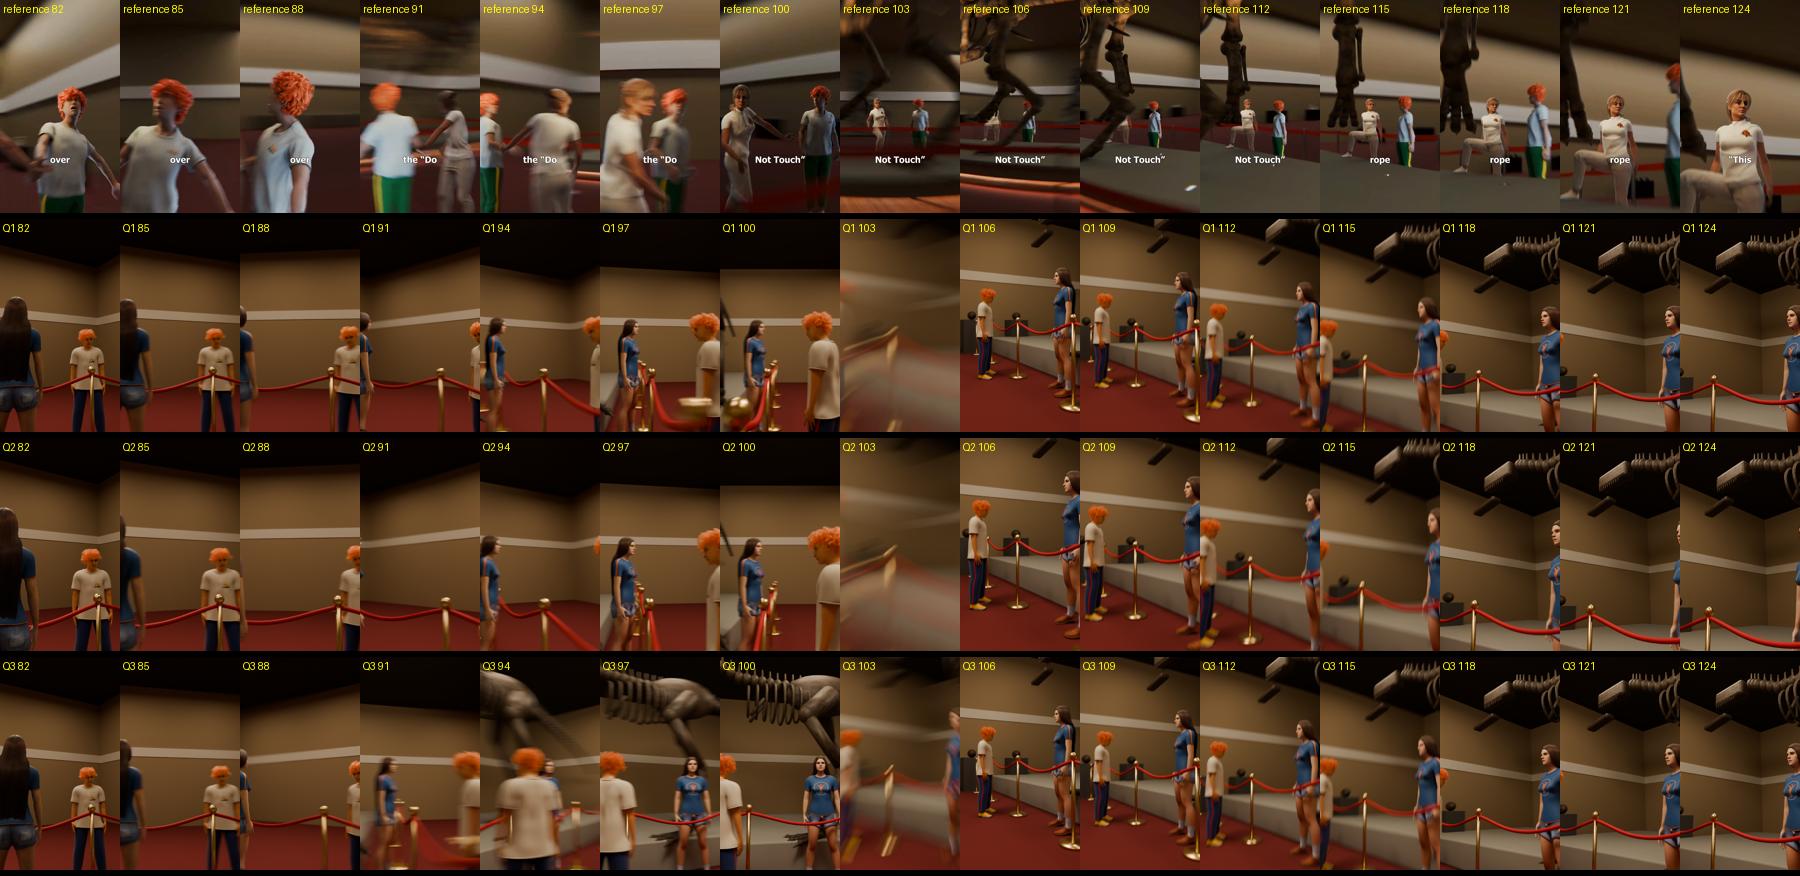 reference 82 reference 85 reference 88 reference 91 reference 94 reference 97 reference 100 reference 103 reference 106 reference 109 reference 112 reference 115 reference 118 reference 121 reference 124
over over over the "Do the "Do the "Do Not Touch" Not Touch" Not Touch" Not Touch" Not Touch" rope rope rope "This
Q1 82 Q1 85 Q1 88 Q1 91 Q1 94 Q1 97 Q1 100 Q1 103 Q1 106 Q1 109 Q1 112 Q1 115 Q1 118 Q1 121 Q1 124
Q2 82 Q2 85 Q2 88 Q2 91 Q2 94 Q2 97 Q2 100 Q2 103 Q2 106 Q2 109 Q2 112 Q2 115 Q2 118 Q2 121 Q2 124
Q3 82 Q3 85 Q3 88 Q3 91 Q3 94 Q3 97 Q3 100 Q3 103 Q3 106 Q3 109 Q3 112 Q3 115 Q3 118 Q3 121 Q3 124